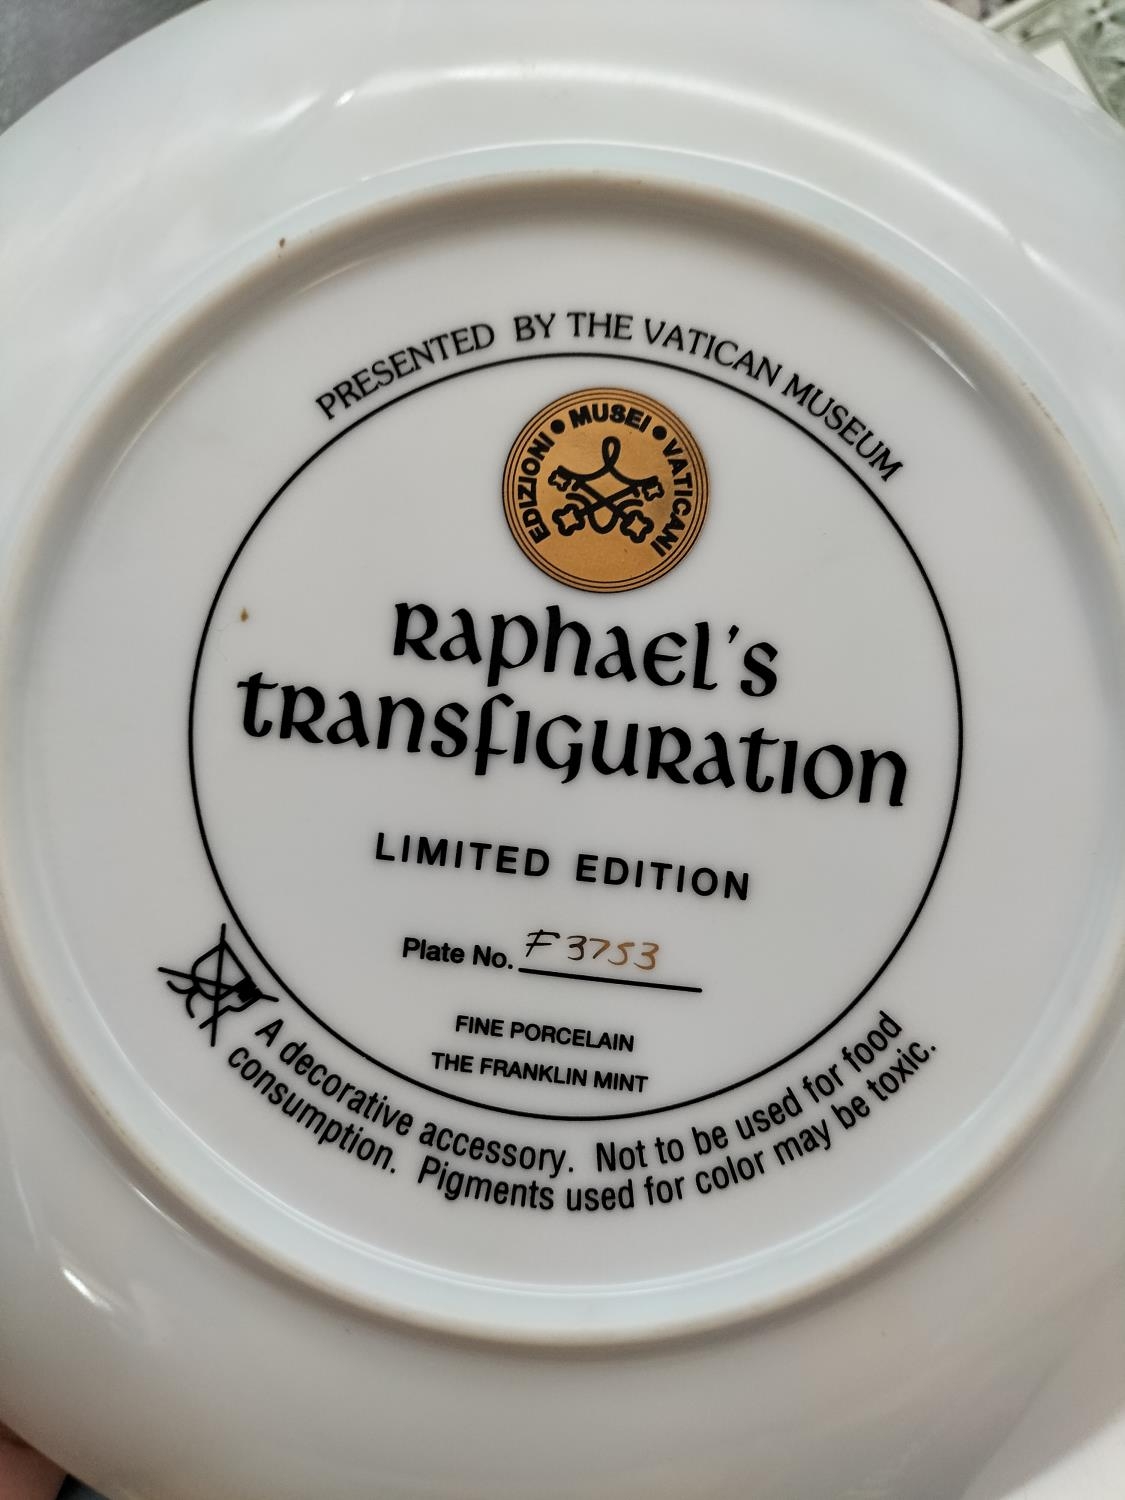 PRESENTED BY THE VATICAN MUSEUM
EDIZIONI • MUSEI • VATICANI
Raphael's
transfiguration
LIMITED EDITION
Plate No. F3753
FINE PORCELAIN
THE FRANKLIN MINT
A decorative accessory. Not to be used for food
consumption. Pigments used for color may be toxic.